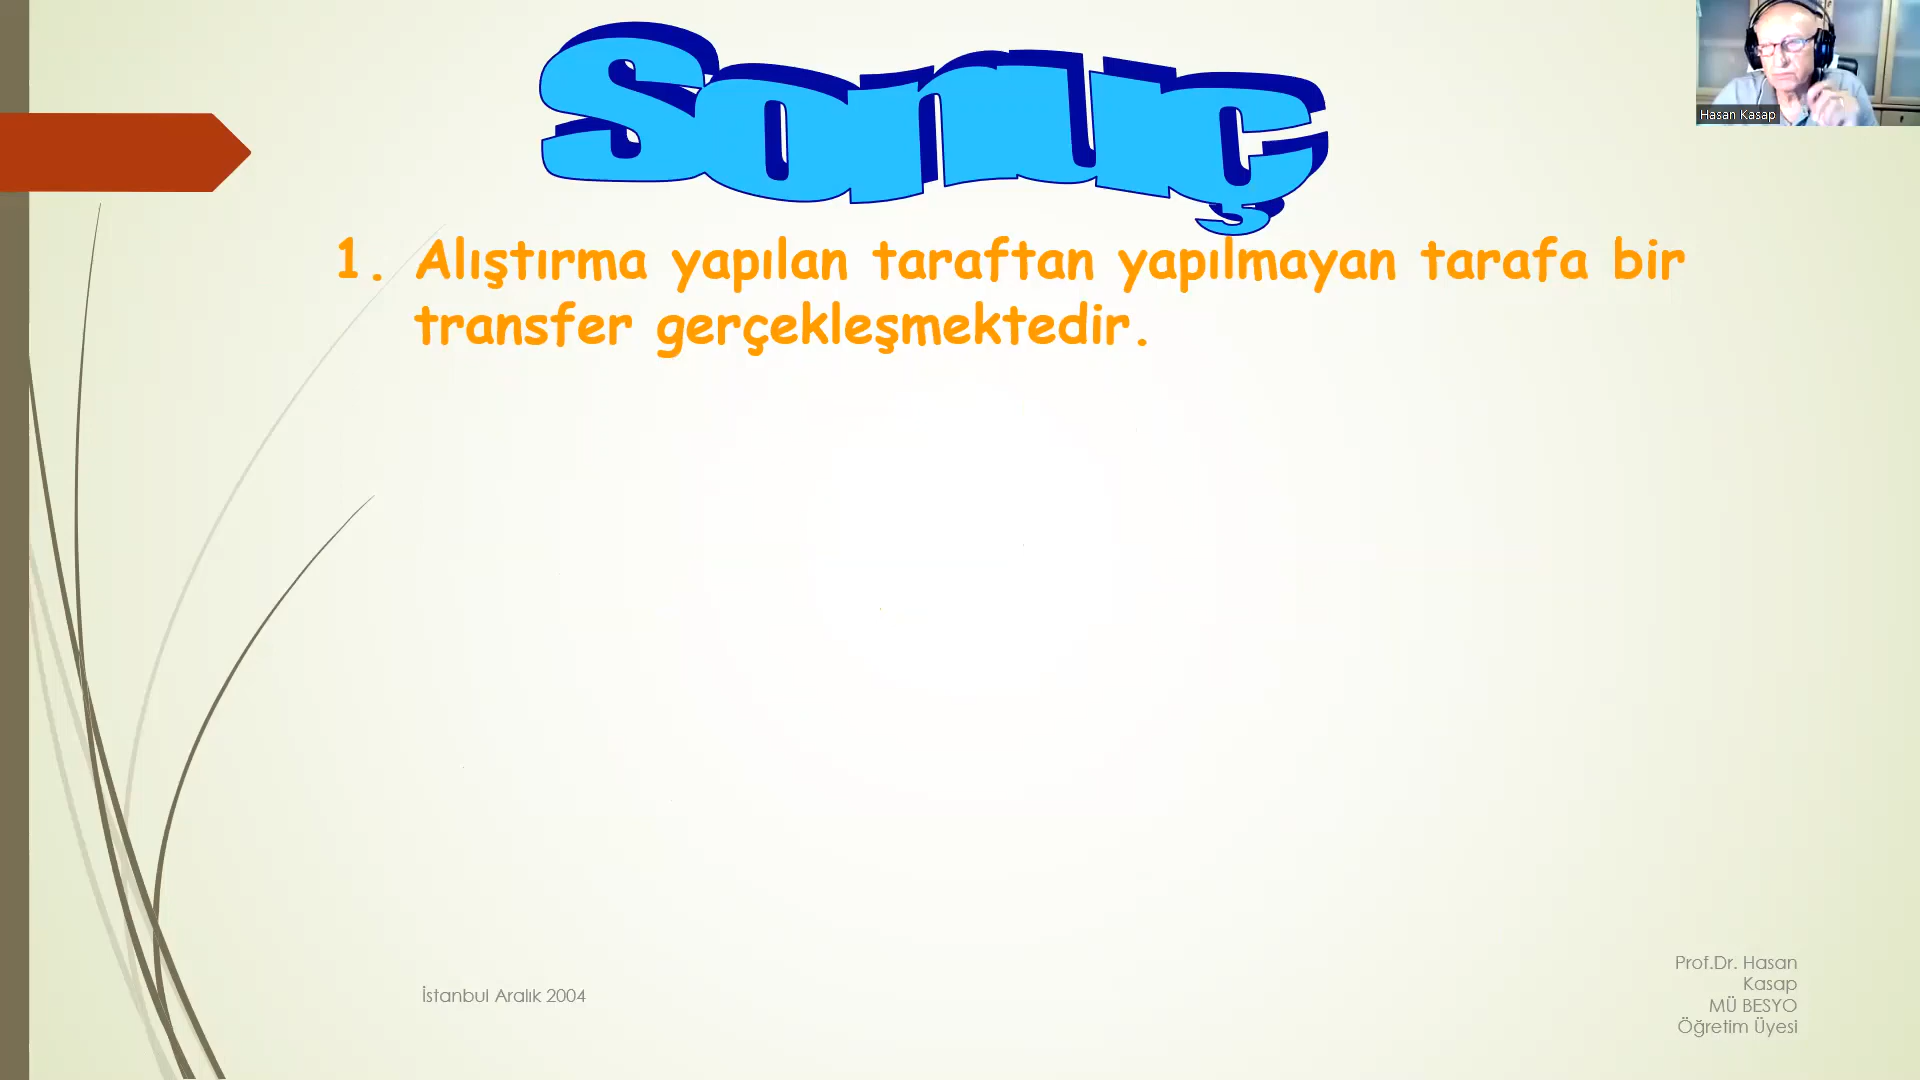 Sonuç
Hasan Kasap
1. Alıştırma yapılan taraftan yapılmayan tarafa bir
transfer gerçekleşmektedir.
İstanbul Aralık 2004
Prof.Dr. Hasan
Kasap
MÜ BESYO
Öğretim Üyesi